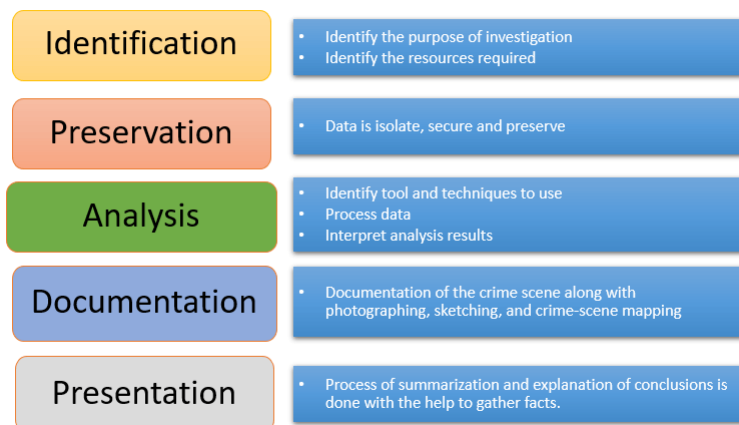 Identification
• Identify the purpose of investigation
• Identify the resources required
Preservation
• Data is isolate, secure and preserve
Analysis
• Identify tool and techniques to use
• Process data
• Interpret analysis results
Documentation
• Documentation of the crime scene along with
photographing, sketching, and crime-scene mapping
Presentation
• Process of summarization and explanation of conclusions is
done with the help to gather facts.